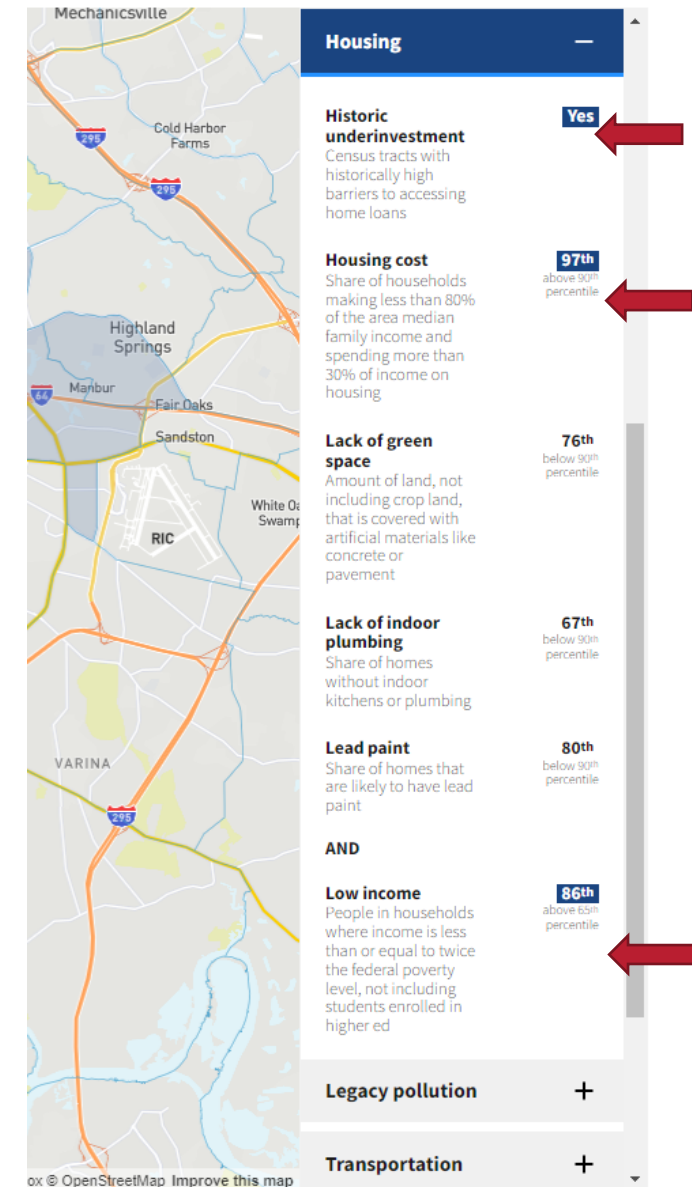 Mechanicsville
Cold Harbor
Farms
295
295
Highland
Springs
64
Manbur
Fair Oaks
Sandston
White Oa
Swamp
RIC
VARINA
295
ox © OpenStreetMap Improve this map
Housing
Historic
underinvestment
Yes
Census tracts with
historically high
barriers to accessing
home loans
Housing cost
97th
above 90th
percentile
Share of households
making less than 80%
of the area median
family income and
spending more than
30% of income on
housing
Lack of green
space
76th
below 90th
percentile
Amount of land, not
including crop land,
that is covered with
artificial materials like
concrete or
pavement
Lack of indoor
plumbing
67th
below 90th
percentile
Share of homes
without indoor
kitchens or plumbing
Lead paint
80th
below 90th
percentile
Share of homes that
are likely to have lead
paint
AND
Low income
86th
above 65th
percentile
People in households
where income is less
than or equal to twice
the federal poverty
level, not including
students enrolled in
higher ed
Legacy pollution
Transportation